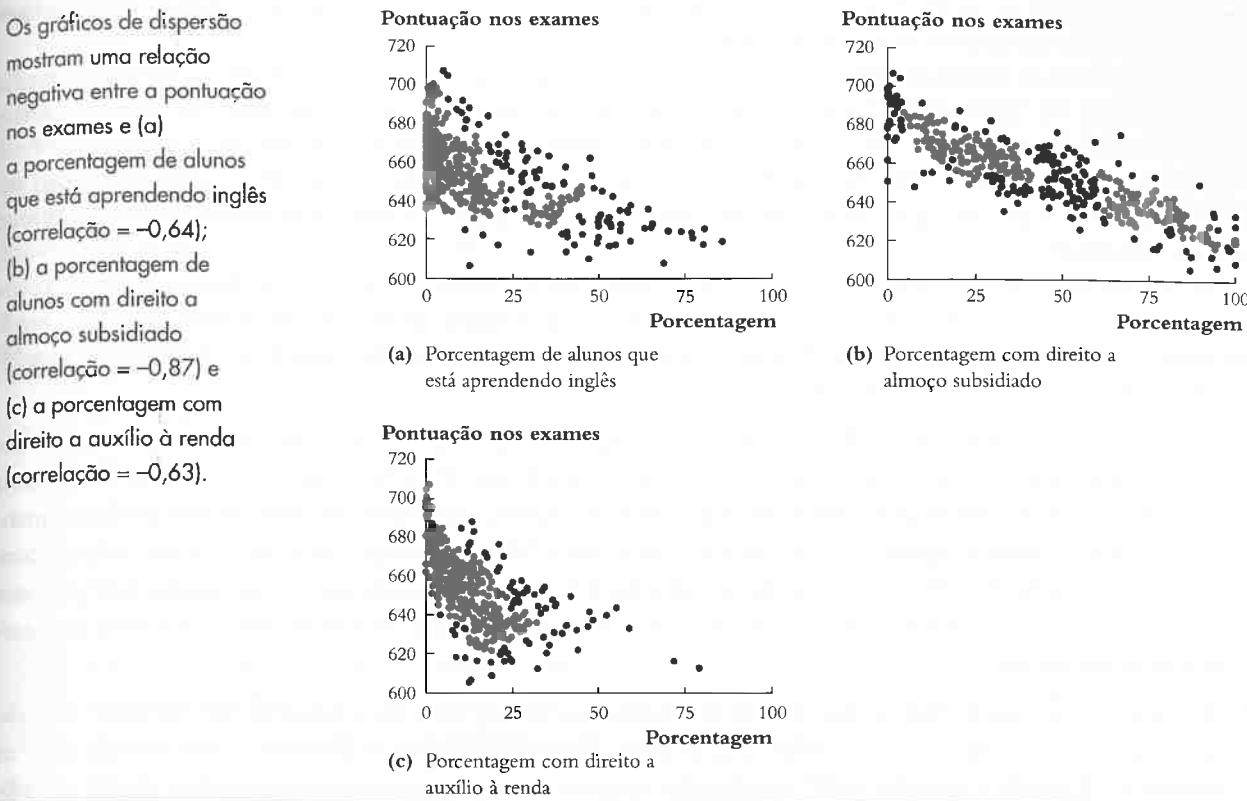 Os gráficos de dispersão
mostram uma relação
negativa entre a pontuação
nos exames e (a)
a porcentagem de alunos
que está aprendendo inglês
(correlação = –0,64);
(b) a porcentagem de
alunos com direito a
almoço subsidiado
(correlação = –0,87) e
(c) a porcentagem com
direito a auxílio à renda
(correlação = –0,63).
Pontuação nos exames
720
700
680
660
640
620
600
0 25 50 75 100
Porcentagem
(a) Porcentagem de alunos que
está aprendendo inglês
Pontuação nos exames
720
700
680
660
640
620
600
0 25 50 75 100
Porcentagem
(b) Porcentagem com direito a
almoço subsidiado
Pontuação nos exames
720
700
680
660
640
620
600
0 25 50 75 100
Porcentagem
(c) Porcentagem com direito a
auxílio à renda